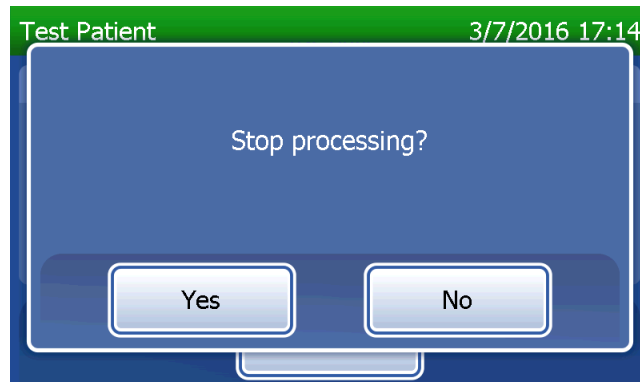 Test Patient 3/7/2016 17:14
Stop processing?
Yes No